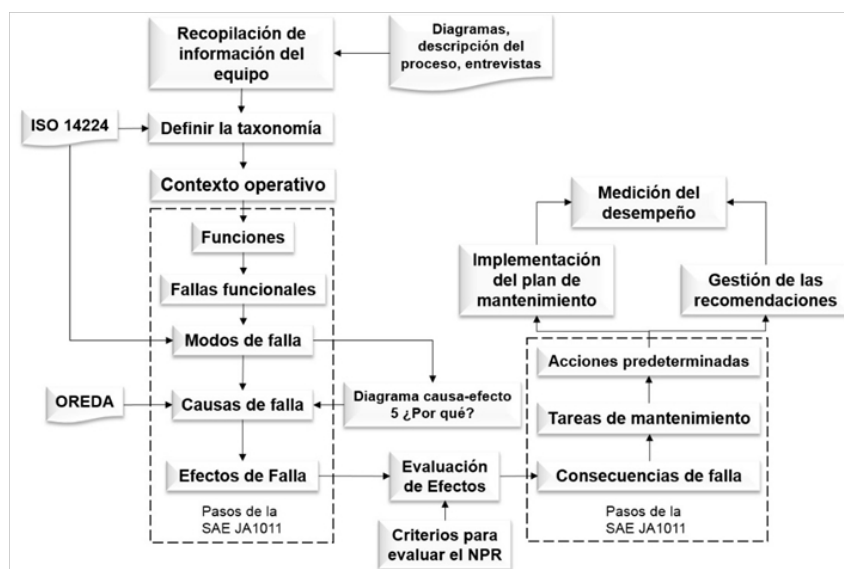 Recopilación de
información del
equipo
Diagramas,
descripción del
proceso, entrevistas
ISO 14224
Definir la taxonomía
Contexto operativo
Funciones
Fallas funcionales
Modos de falla
OREDA
Causas de falla
Diagrama causa-efecto
5 ¿Por qué?
Efectos de Falla
Pasos de la
SAE JA1011
Evaluación
de Efectos
Criterios para
evaluar el NPR
Medición del
desempeño
Implementación
del plan de
mantenimiento
Gestión de las
recomendaciones
Acciones predeterminadas
Tareas de mantenimiento
Consecuencias de falla
Pasos de la
SAE JA1011